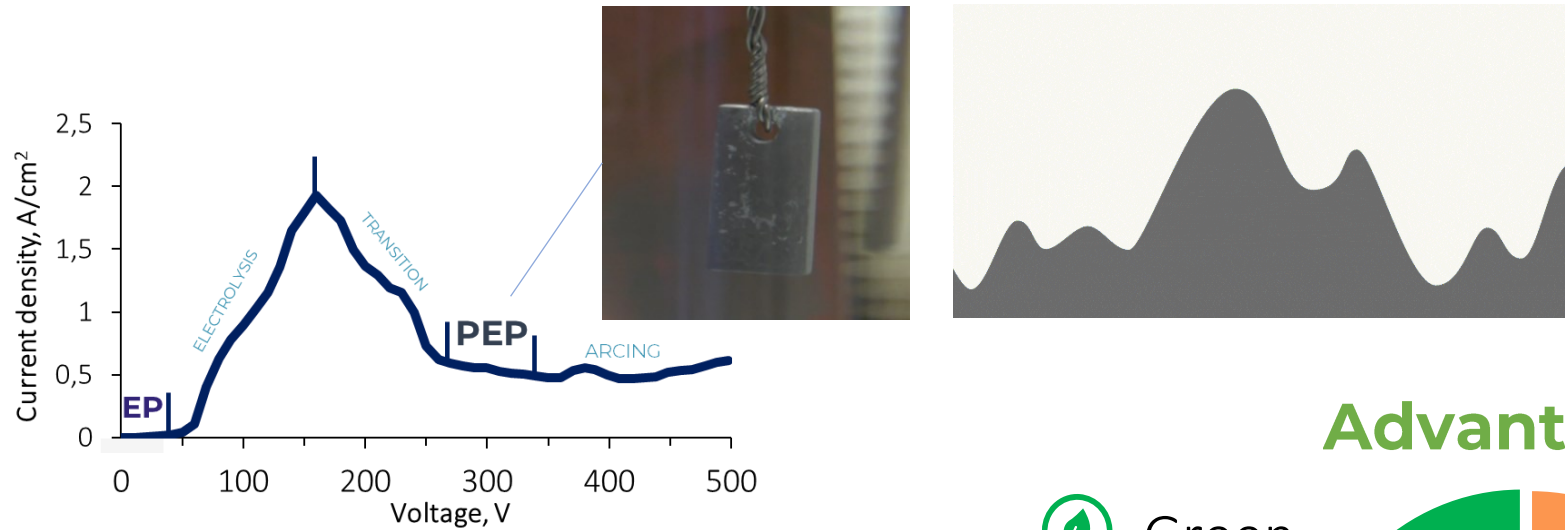 2,5
2
1,5
1
0,5
0
Current density, A/cm²
EP
ELECTROLYSIS
TRANSITION
PEP
ARCING
0 100 200 300 400 500
Voltage, V
Advant
Green